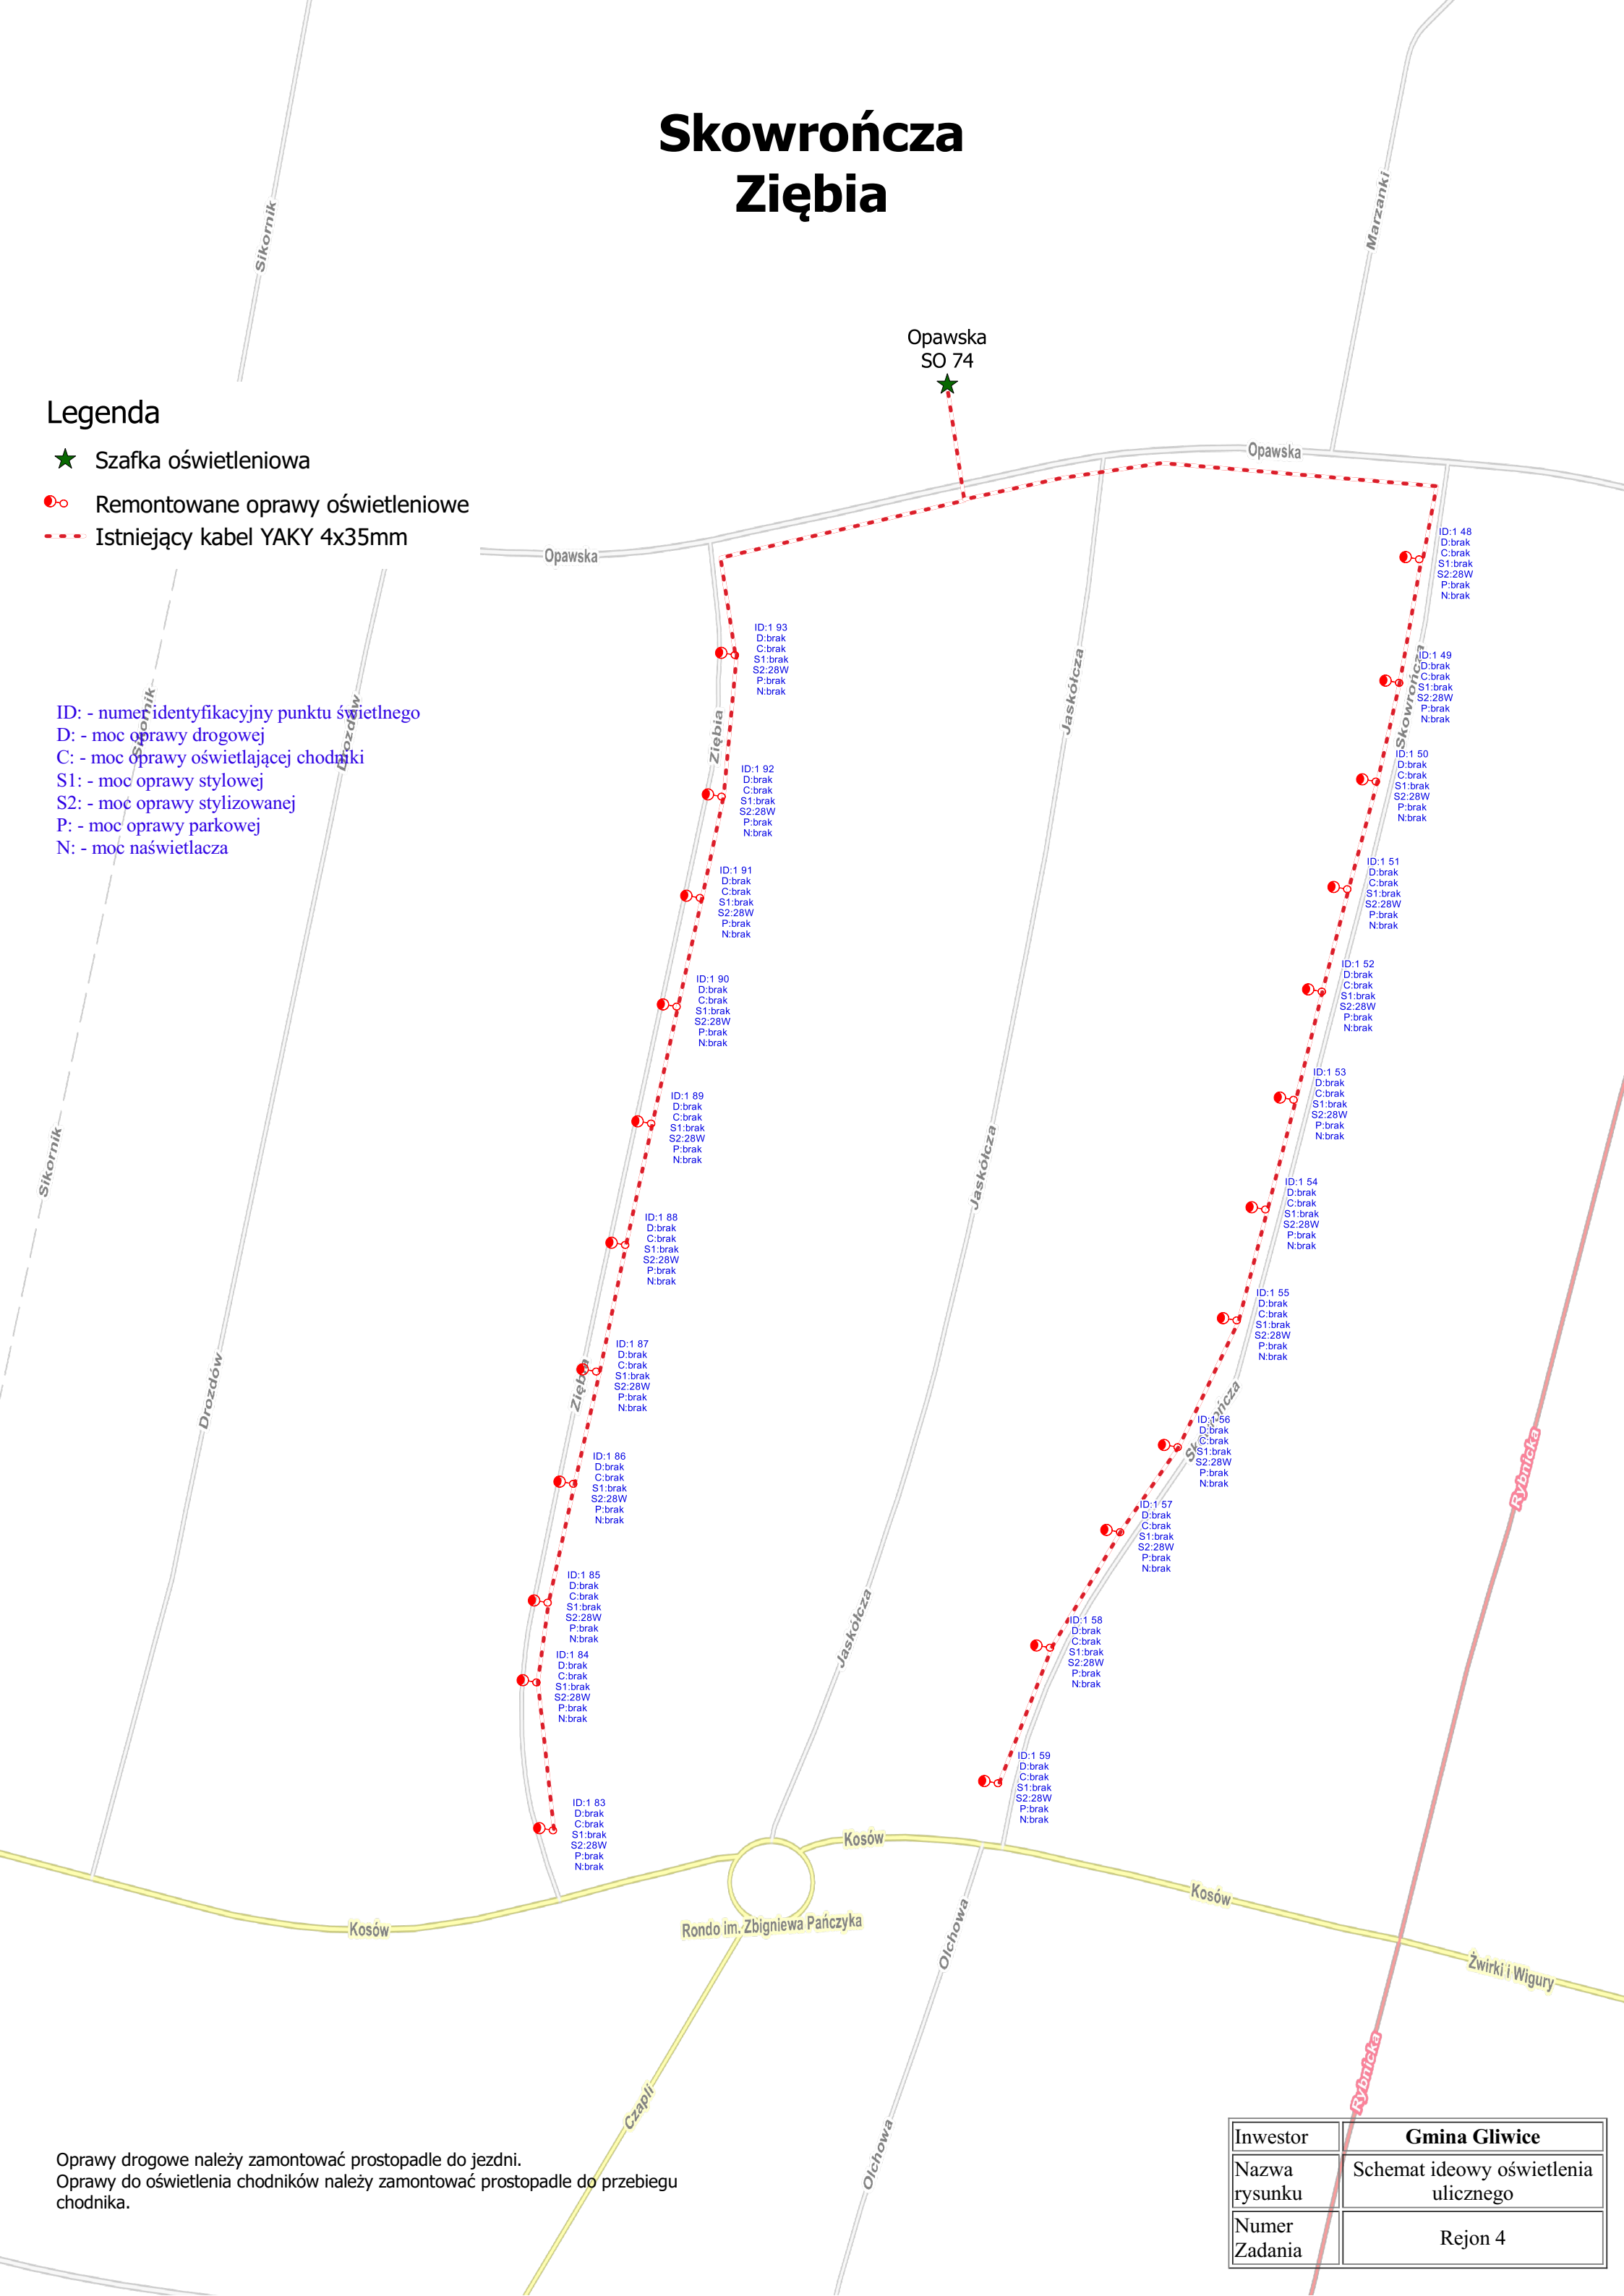 Skowrończa
Ziębia
Sikornik
Marzanki
Opawska
SO 74
Legenda
Szafka oświetleniowa
Remontowane oprawy oświetleniowe
Istniejący kabel YAKY 4x35mm
Opawska
Opawska
ID:1 48
D:brak
C:brak
S1:brak
S2:28W
P:brak
N:brak
ID:1 93
D:brak
C:brak
S1:brak
S2:28W
P:brak
N:brak
ID:1 49
D:brak
C:brak
S1:brak
S2:28W
P:brak
N:brak
Skowrończa
Jaskółcza
Ziębia
Sikornik
Drozdów
ID: - numer identyfikacyjny punktu świetlnego
D: - moc oprawy drogowej
C: - moc oprawy oświetlającej chodniki
S1: - moc oprawy stylowej
S2: - moc oprawy stylizowanej
P: - moc oprawy parkowej
N: - moc naświetlacza
ID:1 50
D:brak
C:brak
S1:brak
S2:28W
P:brak
N:brak
ID:1 92
D:brak
C:brak
S1:brak
S2:28W
P:brak
N:brak
ID:1 51
D:brak
C:brak
S1:brak
S2:28W
P:brak
N:brak
ID:1 91
D:brak
C:brak
S1:brak
S2:28W
P:brak
N:brak
ID:1 52
D:brak
C:brak
S1:brak
S2:28W
P:brak
N:brak
ID:1 90
D:brak
C:brak
S1:brak
S2:28W
P:brak
N:brak
ID:1 53
D:brak
C:brak
S1:brak
S2:28W
P:brak
N:brak
ID:1 89
D:brak
C:brak
S1:brak
S2:28W
P:brak
N:brak
Sikornik
Jaskółcza
ID:1 54
D:brak
C:brak
S1:brak
S2:28W
P:brak
N:brak
ID:1 88
D:brak
C:brak
S1:brak
S2:28W
P:brak
N:brak
ID:1 55
D:brak
C:brak
S1:brak
S2:28W
P:brak
N:brak
ID:1 87
D:brak
C:brak
S1:brak
S2:28W
P:brak
N:brak
Drozdów
Ziębia
Skowrończa
ID:1 56
D:brak
C:brak
S1:brak
S2:28W
P:brak
N:brak
Rybnicka
ID:1 86
D:brak
C:brak
S1:brak
S2:28W
P:brak
N:brak
ID:1 57
D:brak
C:brak
S1:brak
S2:28W
P:brak
N:brak
ID:1 85
D:brak
C:brak
S1:brak
S2:28W
P:brak
N:brak
Jaskółcza
ID:1 58
D:brak
C:brak
S1:brak
S2:28W
P:brak
N:brak
ID:1 84
D:brak
C:brak
S1:brak
S2:28W
P:brak
N:brak
ID:1 59
D:brak
C:brak
S1:brak
S2:28W
P:brak
N:brak
ID:1 83
D:brak
C:brak
S1:brak
S2:28W
P:brak
N:brak
Kosów
Kosów
Kosów
Rondo im. Zbigniewa Pańczyka
Olchowa
Żwirki i Wigury
Rybnicka
Czapli
Olchowa
Oprawy drogowe należy zamontować prostopadle do jezdni.
Oprawy do oświetlenia chodników należy zamontować prostopadle do przebiegu
chodnika.
Inwestor
Gmina Gliwice
Nazwa
rysunku
Schemat ideowy oświetlenia
ulicznego
Numer
Zadania
Rejon 4